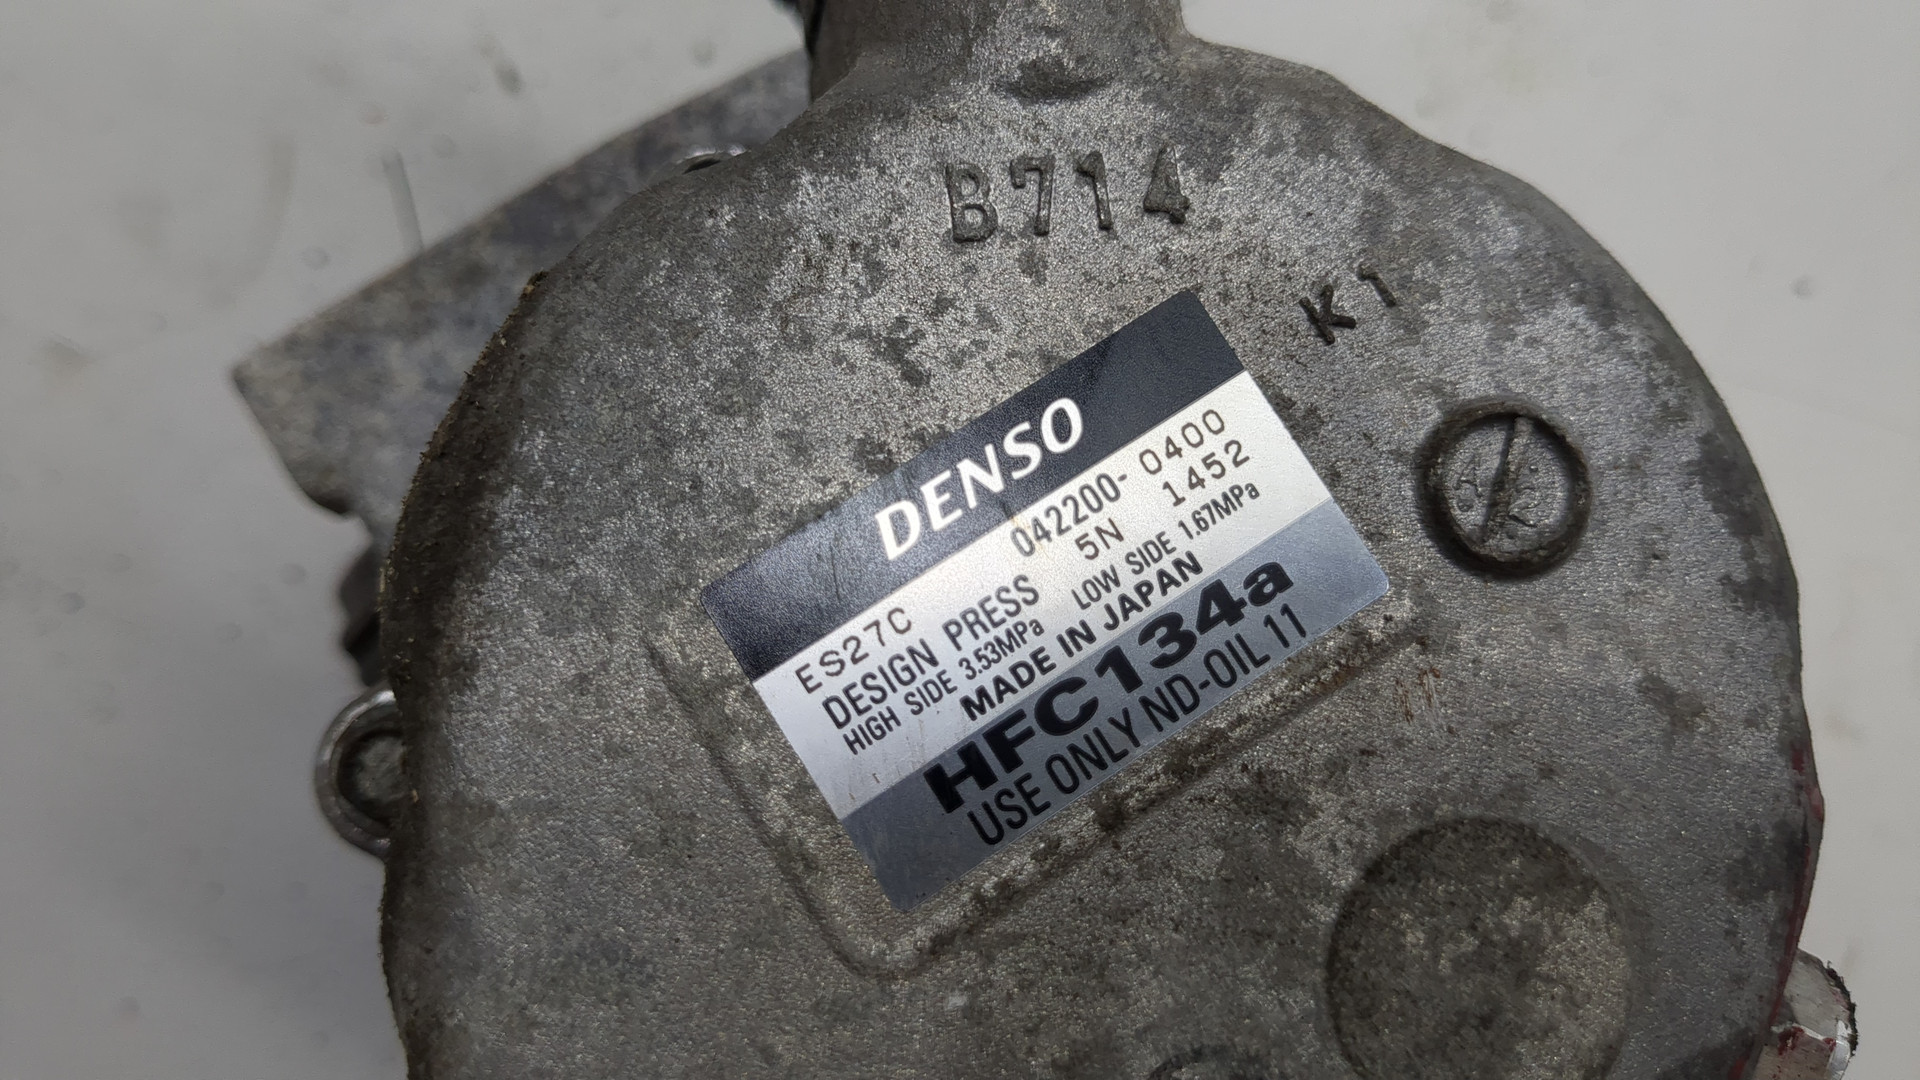 B714
K1
DENSO
ES27C 042200-0400
DESIGN PRESS 5N 1452
HIGH SIDE 3.53MPa LOW SIDE 1.67MPa
MADE IN JAPAN
HFC134a
USE ONLY ND-OIL 11